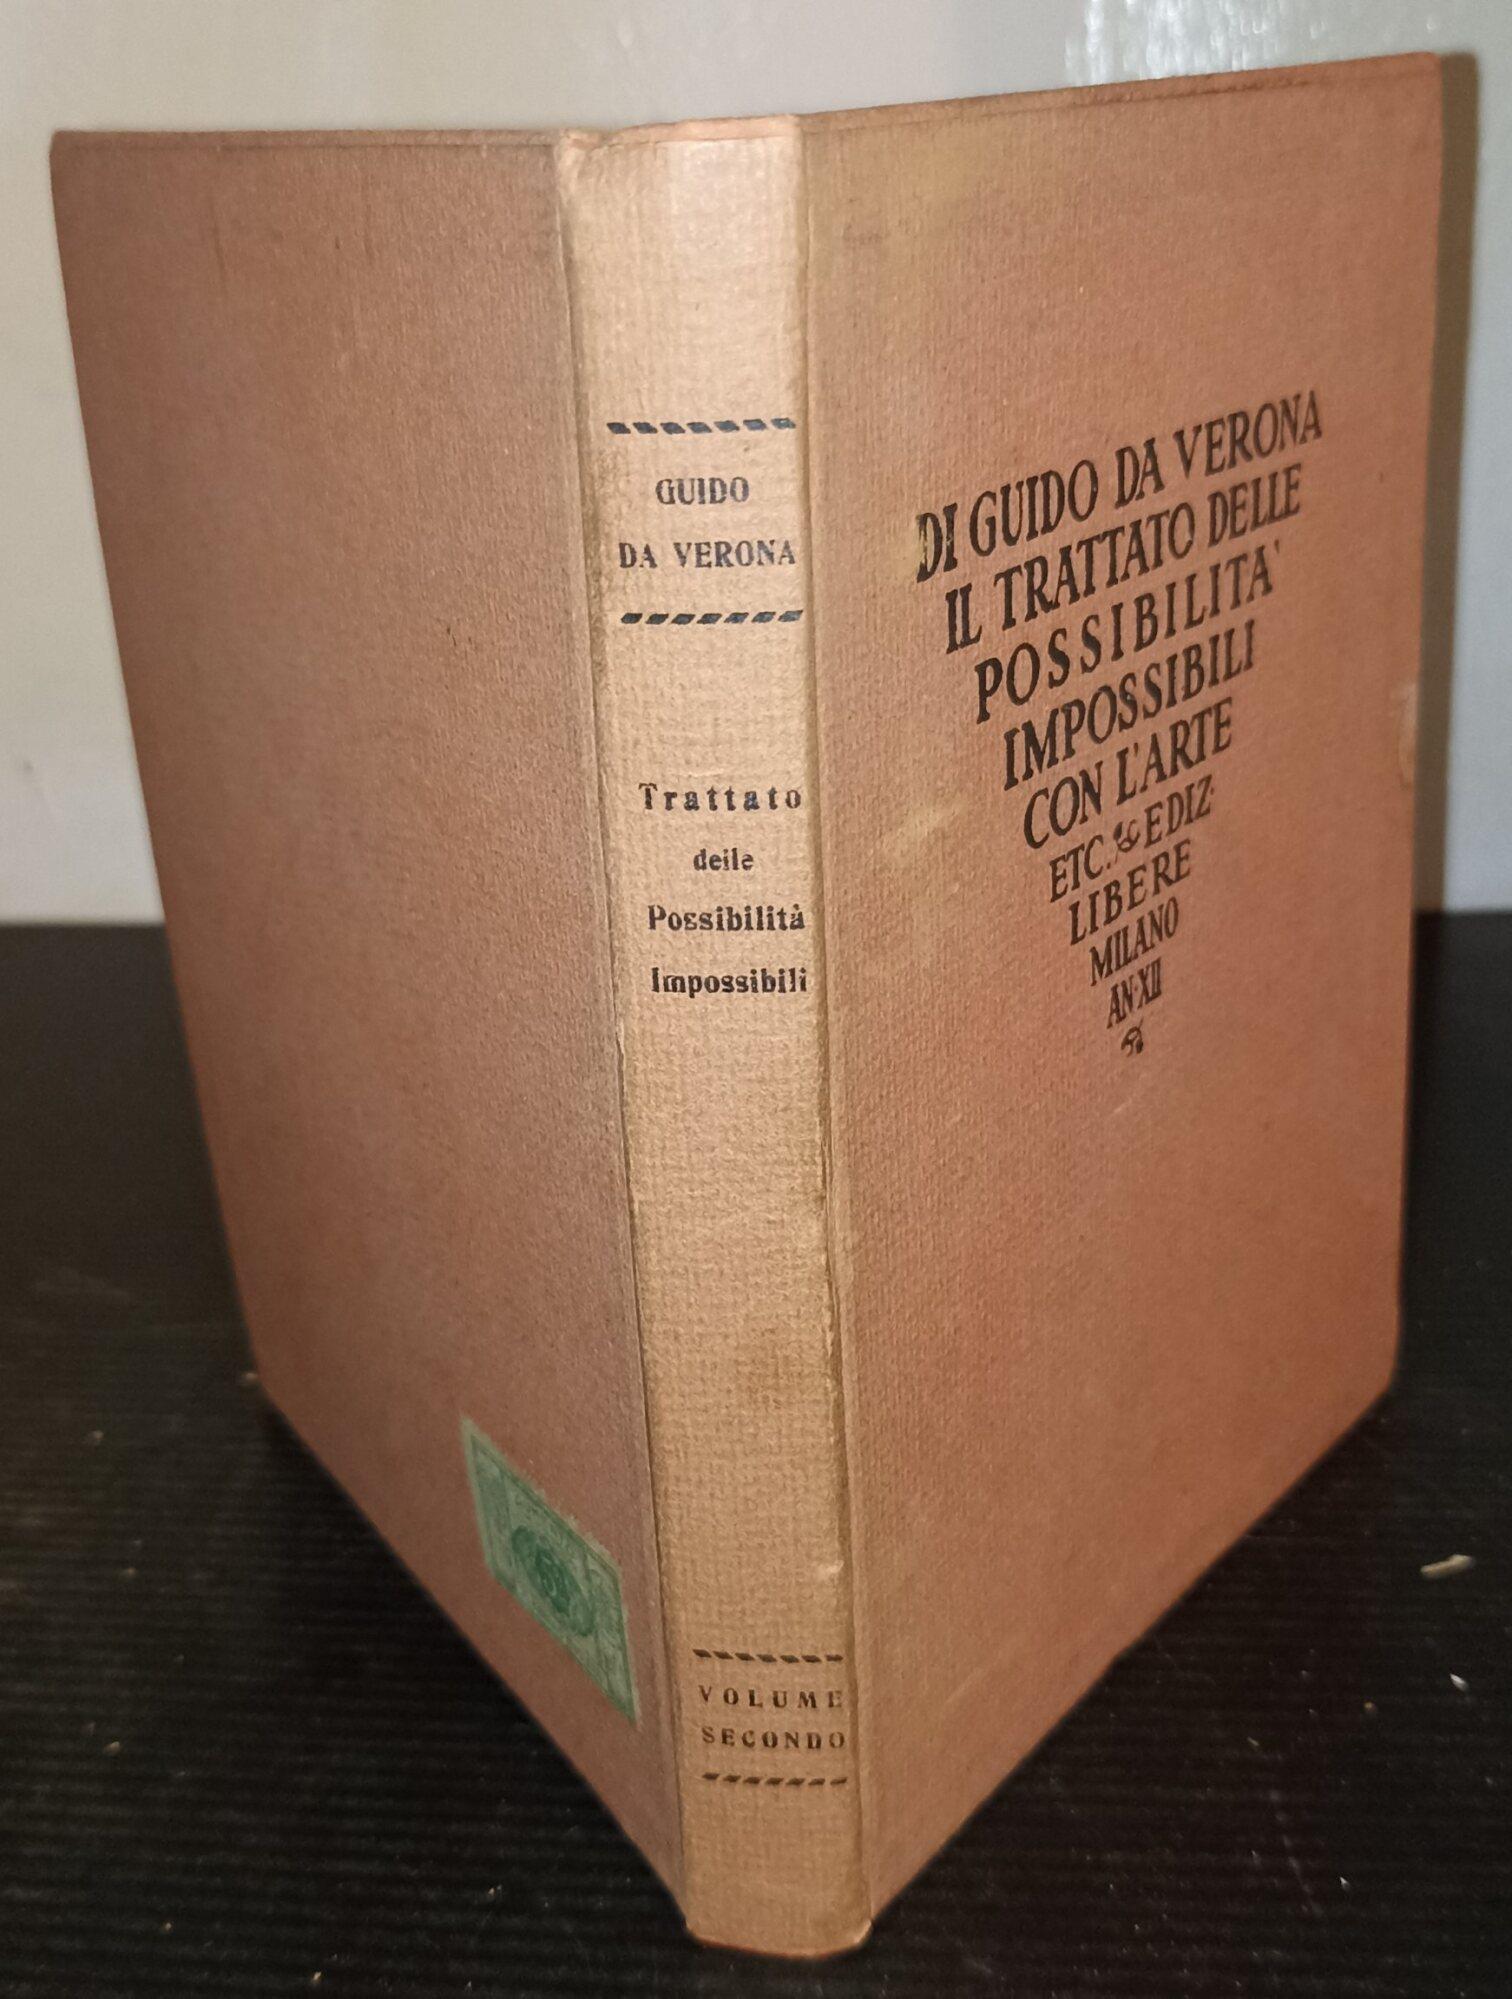 GUIDO
DA VERONA
Trattato
delle
Possibilità
Impossibili
VOLUME
SECONDO
DI GUIDO DA VERONA
IL TRATTATO DELLE
POSSIBILITA'
IMPOSSIBILI
CON L'ARTE
ETC. EDIZ.
LIBERE
MILANO
AN·XII